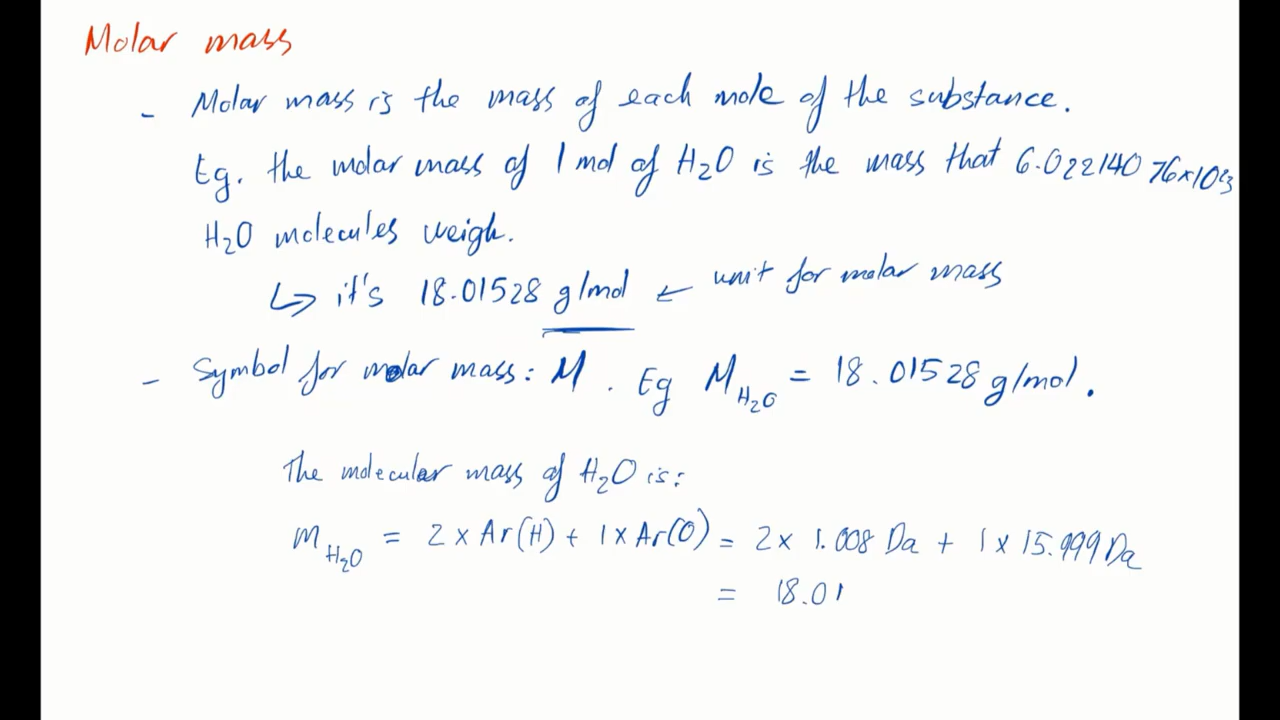 Molar mass
- Molar mass is the mass of each mole of the substance.
Eg. the molar mass of 1 mol of H₂O is the mass that 6.02214076×10²³
H₂O molecules weigh.
↳ it's 18.01528 g/mol ← unit for molar mass
- Symbol for molar mass: M. Eg M_H₂O = 18.01528 g/mol.
The molecular mass of H₂O is:
m_H₂O = 2 × Ar(H) + 1 × Ar(O) = 2 × 1.008 Da + 1 × 15.999 Da
= 18.01